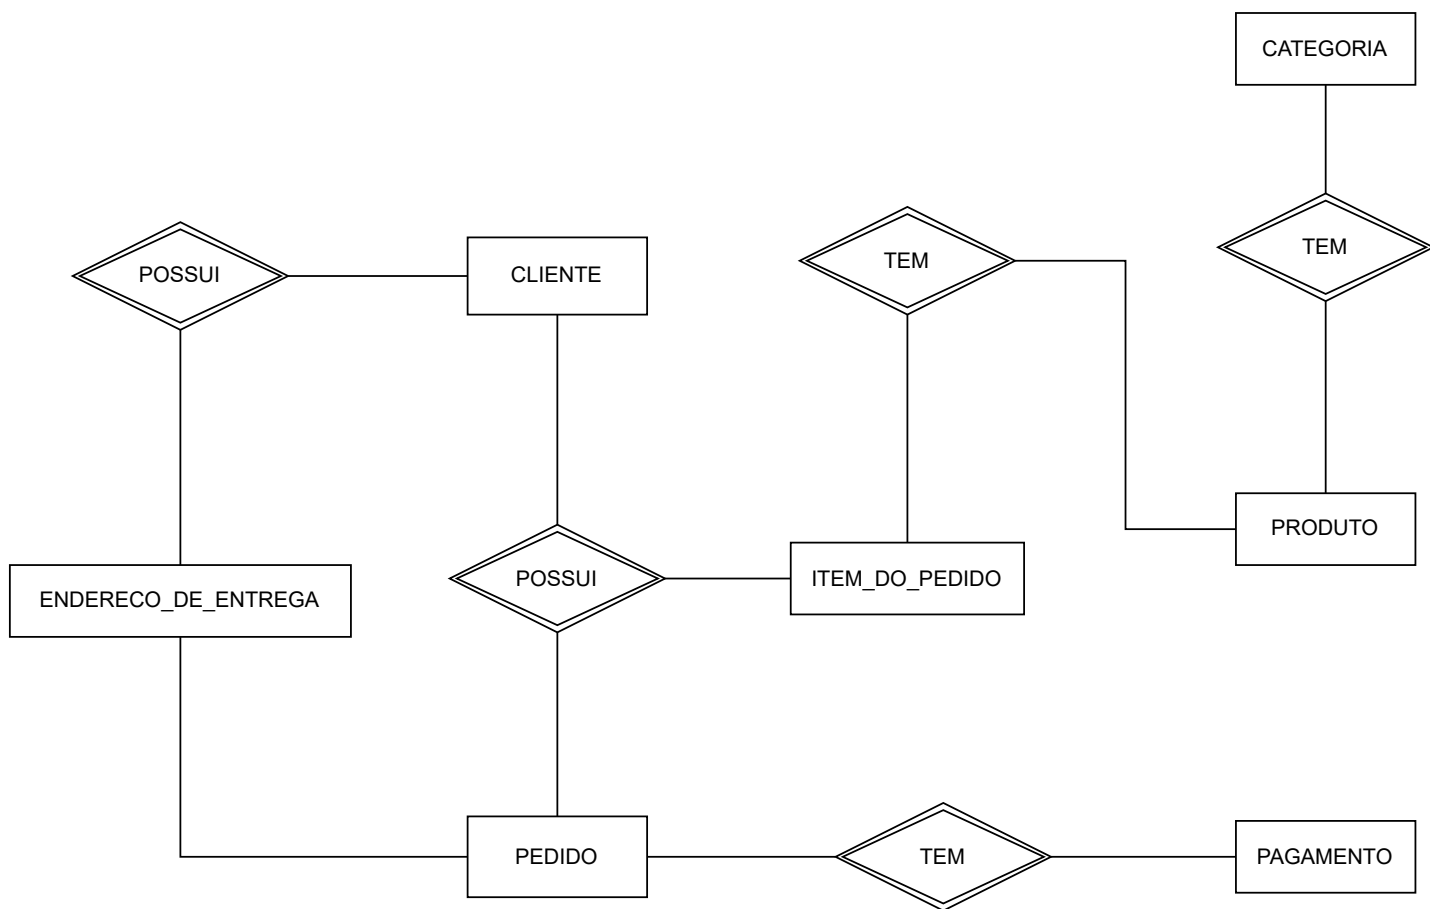 CATEGORIA
POSSUI
CLIENTE
TEM
TEM
ENDERECO_DE_ENTREGA
POSSUI
ITEM_DO_PEDIDO
PRODUTO
PEDIDO
TEM
PAGAMENTO